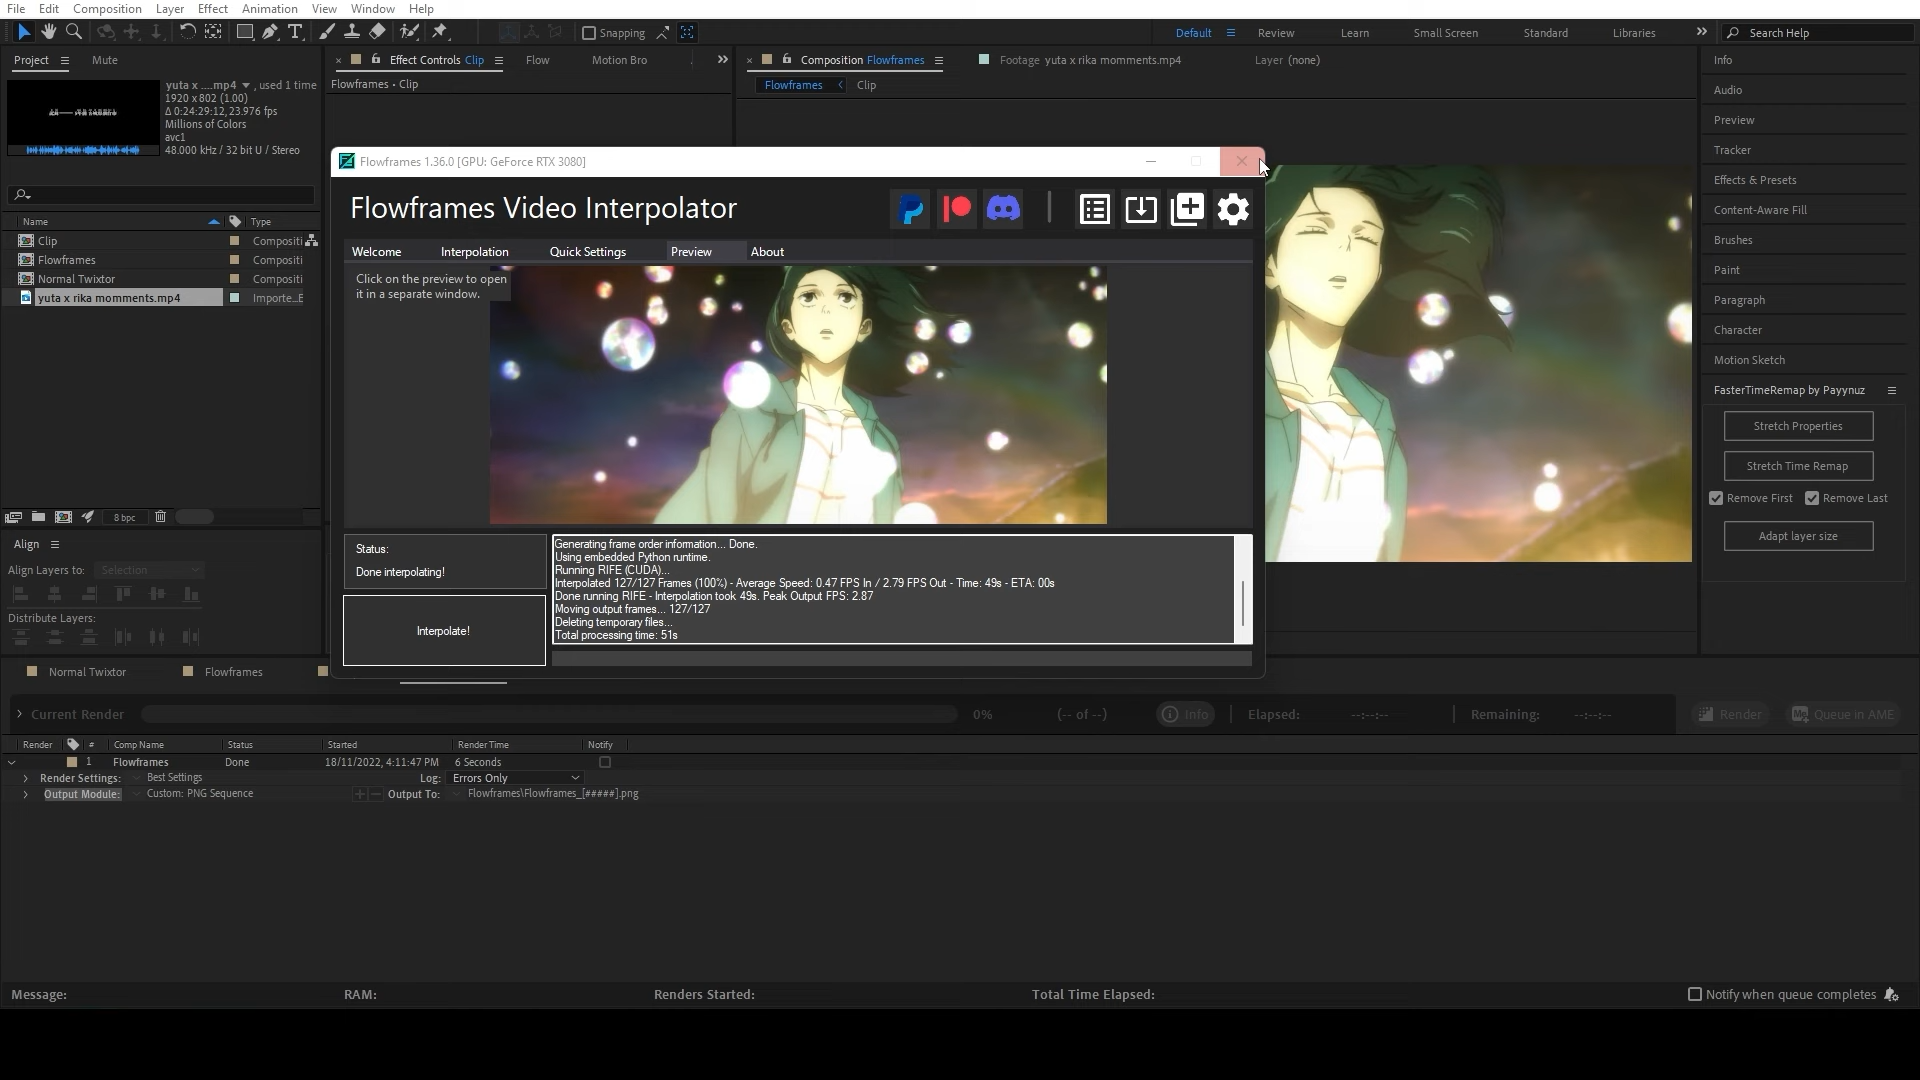 File Edit Composition Layer Effect Animation View Window Help
Snapping Default Review Learn Small Screen Standard Libraries Search Help
Project Mute
yuta x ....mp4 , used 1 time
1920 x 802 (1.00)
Δ 0:24:29:12, 23.976 fps
Millions of Colors
avc1
48.000 kHz / 32 bit U / Stereo
Name Type
Clip Compositi
Flowframes Compositi
Normal Twixtor Compositi
yuta x rika momments.mp4 Importe...E
8 bpc
Align
Align Layers to: Selection
Distribute Layers:
Effect Controls Clip Flow Motion Bro
Flowframes • Clip
Composition Flowframes Footage yuta x rika momments.mp4 Layer (none)
Flowframes Clip
Flowframes 1.36.0 [GPU: GeForce RTX 3080]
Flowframes Video Interpolator
Welcome Interpolation Quick Settings Preview About
Click on the preview to open
it in a separate window.
Status:
Done interpolating!
Interpolate!
Generating frame order information... Done.
Using embedded Python runtime.
Running RIFE (CUDA)...
Interpolated 127/127 Frames (100%) - Average Speed: 0.47 FPS In / 2.79 FPS Out - Time: 49s - ETA: 00s
Done running RIFE - Interpolation took 49s. Peak Output FPS: 2.87
Moving output frames... 127/127
Deleting temporary files...
Total processing time: 51s
Info
Audio
Preview
Tracker
Effects & Presets
Content-Aware Fill
Brushes
Paint
Paragraph
Character
Motion Sketch
FasterTimeRemap by Payynuz
Stretch Properties
Stretch Time Remap
Remove First Remove Last
Adapt layer size
Normal Twixtor Flowframes
Current Render 0% (-- of --) Info Elapsed: --:--:-- Remaining: --:--:-- Render Queue in AME
Render # Comp Name Status Started Render Time Notify
1 Flowframes Done 18/11/2022, 4:11:47 PM 6 Seconds
Render Settings: Best Settings Log: Errors Only
Output Module: Custom: PNG Sequence Output To: Flowframes\Flowframes_[#####].png
Message: RAM: Renders Started: Total Time Elapsed: Notify when queue completes